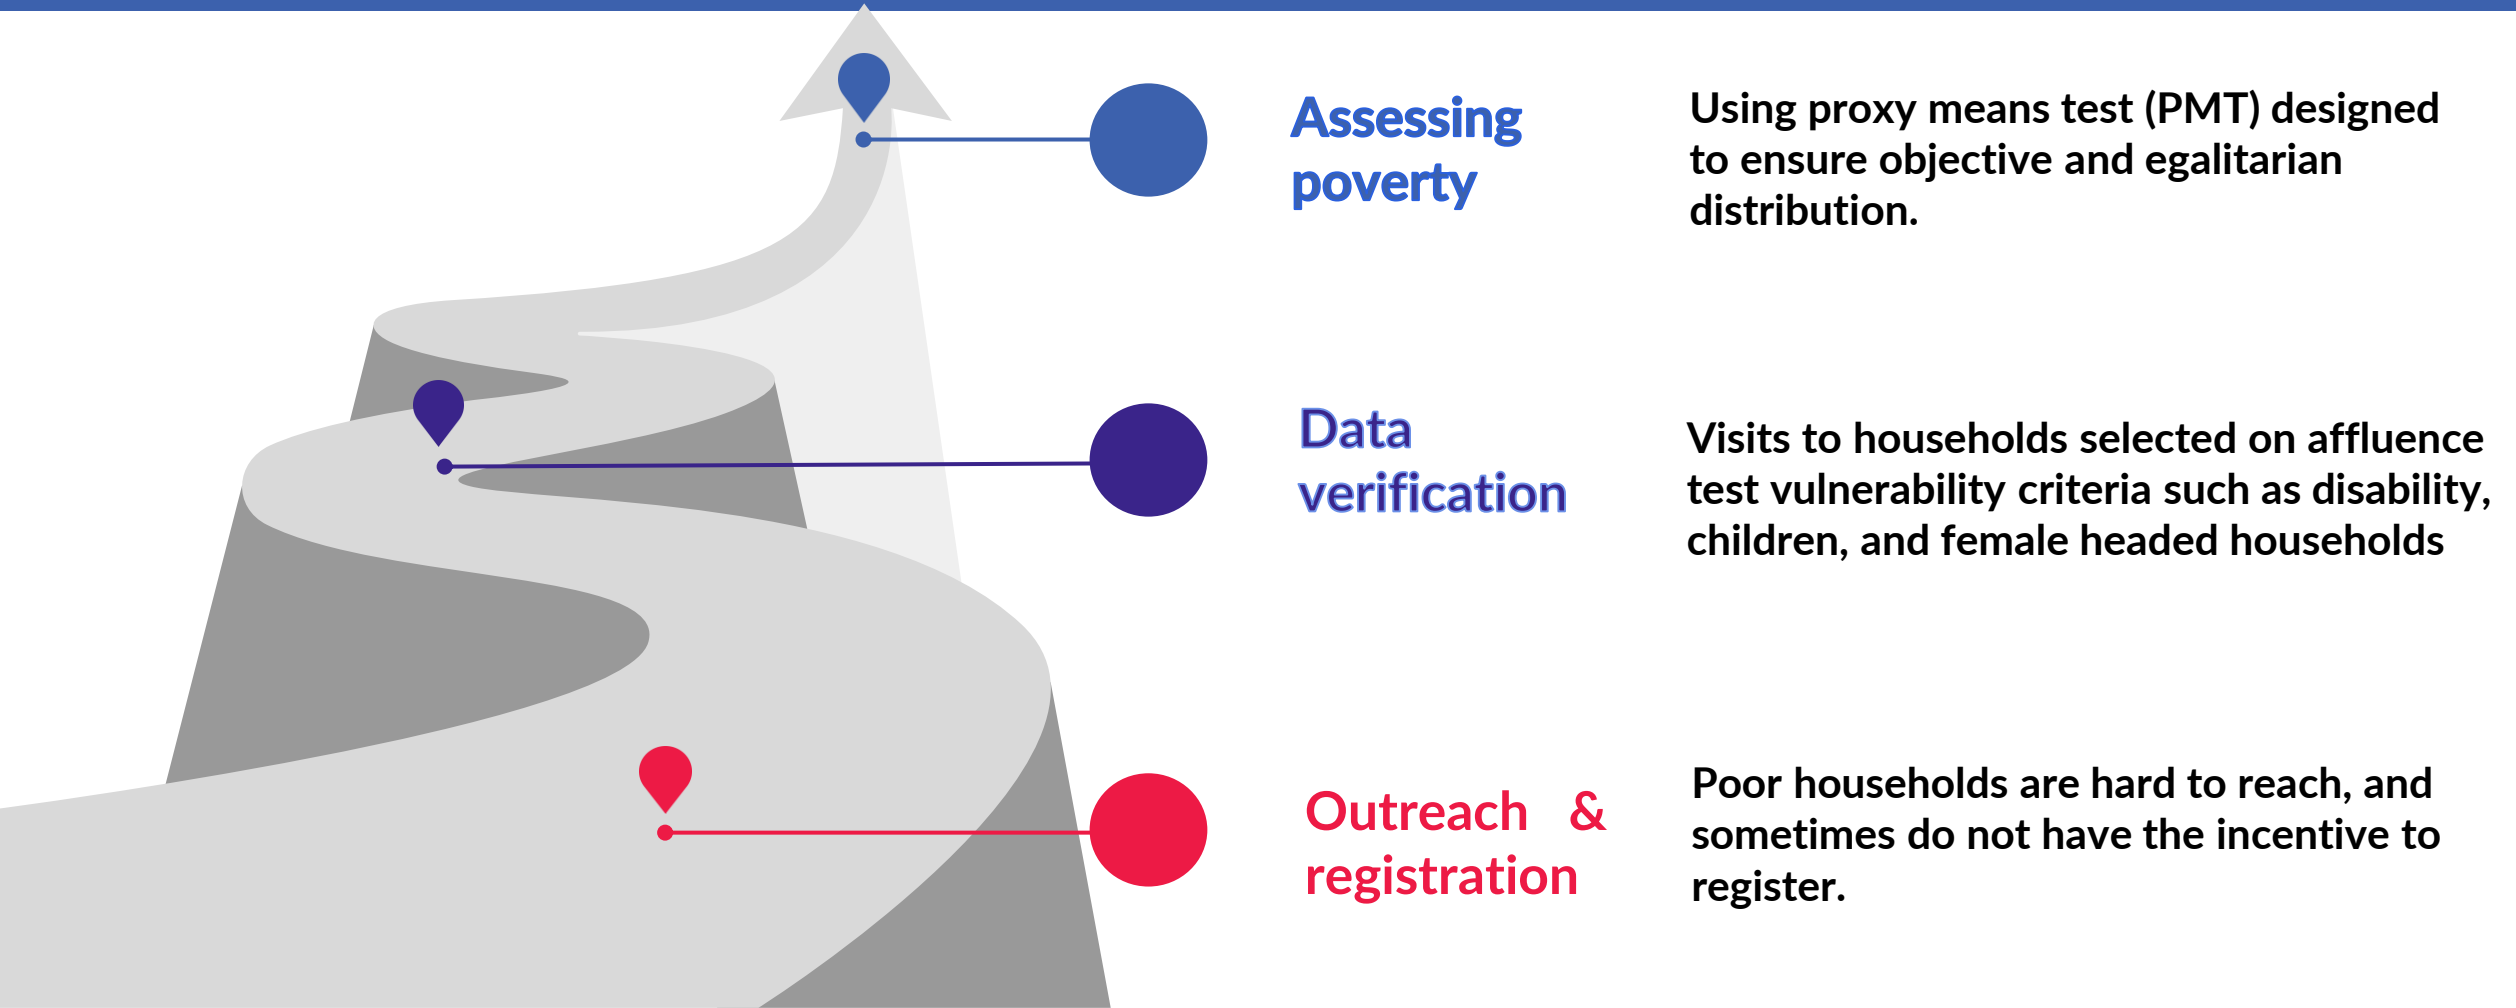 Assessing
poverty
Using proxy means test (PMT) designed
to ensure objective and egalitarian
distribution.
Data
verification
Visits to households selected on affluence
test vulnerability criteria such as disability,
children, and female headed households
Outreach &
registration
Poor households are hard to reach, and
sometimes do not have the incentive to
register.